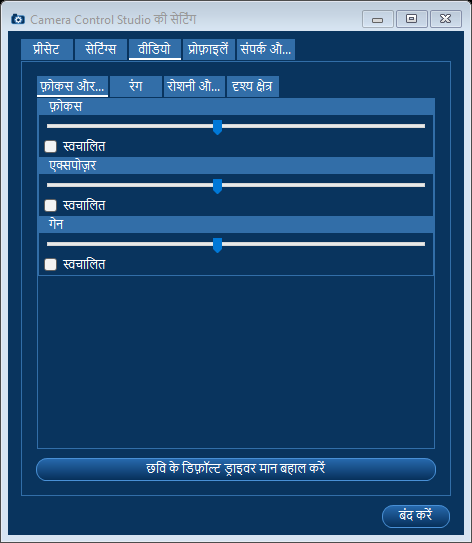 Camera Control Studio की सेटिंग
प्रीसेट सेटिंग्स वीडियो प्रोफ़ाइलें संपर्क औ...
फ़ोकस और... रंग रोशनी औ... दृश्य क्षेत्र
फ़ोकस
स्वचालित
एक्सपोज़र
स्वचालित
गेन
स्वचालित
छवि के डिफ़ॉल्ट ड्राइवर मान बहाल करें
बंद करें